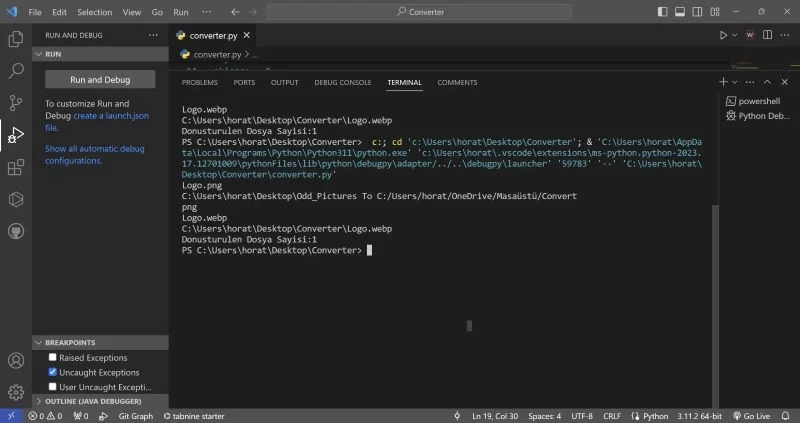 File Edit Selection View Go Run ··· Converter
RUN AND DEBUG ···
RUN
Run and Debug
To customize Run and
Debug create a launch.json
file.
Show all automatic debug
configurations.
BREAKPOINTS
Raised Exceptions
Uncaught Exceptions
User Uncaught Excepti...
OUTLINE (JAVA DEBUGGER)
converter.py
converter.py > ...
PROBLEMS PORTS OUTPUT DEBUG CONSOLE TERMINAL COMMENTS
Logo.webp
C:\Users\horat\Desktop\Converter\Logo.webp
Donusturulen Dosya Sayisi:1
PS C:\Users\horat\Desktop\Converter> c:; cd 'c:\Users\horat\Desktop\Converter'; & 'C:\Users\horat\AppDa
ta\Local\Programs\Python\Python311\python.exe' 'c:\Users\horat\.vscode\extensions\ms-python.python-2023.
17.12701009\pythonFiles\lib\python\debugpy\adapter/../..\debugpy\launcher' '59783' '--' 'C:\Users\horat\
Desktop\Converter\converter.py'
Logo.png
C:\Users\horat\Desktop\Odd_Pictures To C:/Users/horat/OneDrive/Masaüstü/Convert
png
Logo.webp
C:\Users\horat\Desktop\Converter\Logo.webp
Donusturulen Dosya Sayisi:1
PS C:\Users\horat\Desktop\Converter>
powershell
Python Deb...
0 0 0 Git Graph tabnine starter Ln 19, Col 30 Spaces: 4 UTF-8 CRLF Python 3.11.2 64-bit Go Live